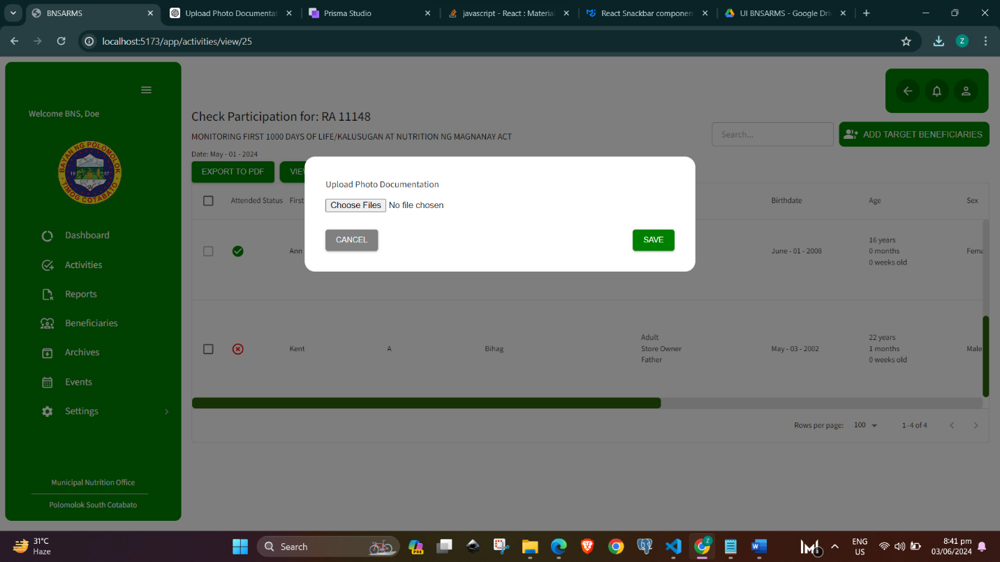 BNSARMS
Upload Photo Documentat
Prisma Studio
javascript - React : Material
React Snackbar componen
UI BNSARMS - Google Dri
localhost:5173/app/activities/view/25
Z
Welcome BNS, Doe
BAYAN NG POLOMOLOK
19 57
TIMOG COTABATO
Dashboard
Activities
Reports
Beneficiaries
Archives
Events
Settings
Municipal Nutrition Office
Polomolok South Cotabato
Check Participation for: RA 11148
MONITORING FIRST 1000 DAYS OF LIFE/KALUSUGAN AT NUTRITION NG MAGNANAY ACT
Date: May - 01 - 2024
Search...
ADD TARGET BENEFICIARIES
EXPORT TO PDF
VIE
Upload Photo Documentation
Choose Files No file chosen
CANCEL
SAVE
Attended Status First Birthdate Age Sex
Ann June - 01 - 2008
16 years
0 months
0 weeks old
Fema
Kent A Bihag
Adult
Store Owner
Father
May - 03 - 2002
22 years
1 months
0 weeks old
Male
Rows per page: 100 1–4 of 4
31°C
Haze
Search
PRE
Z
ENG
US
8:41 pm
03/06/2024